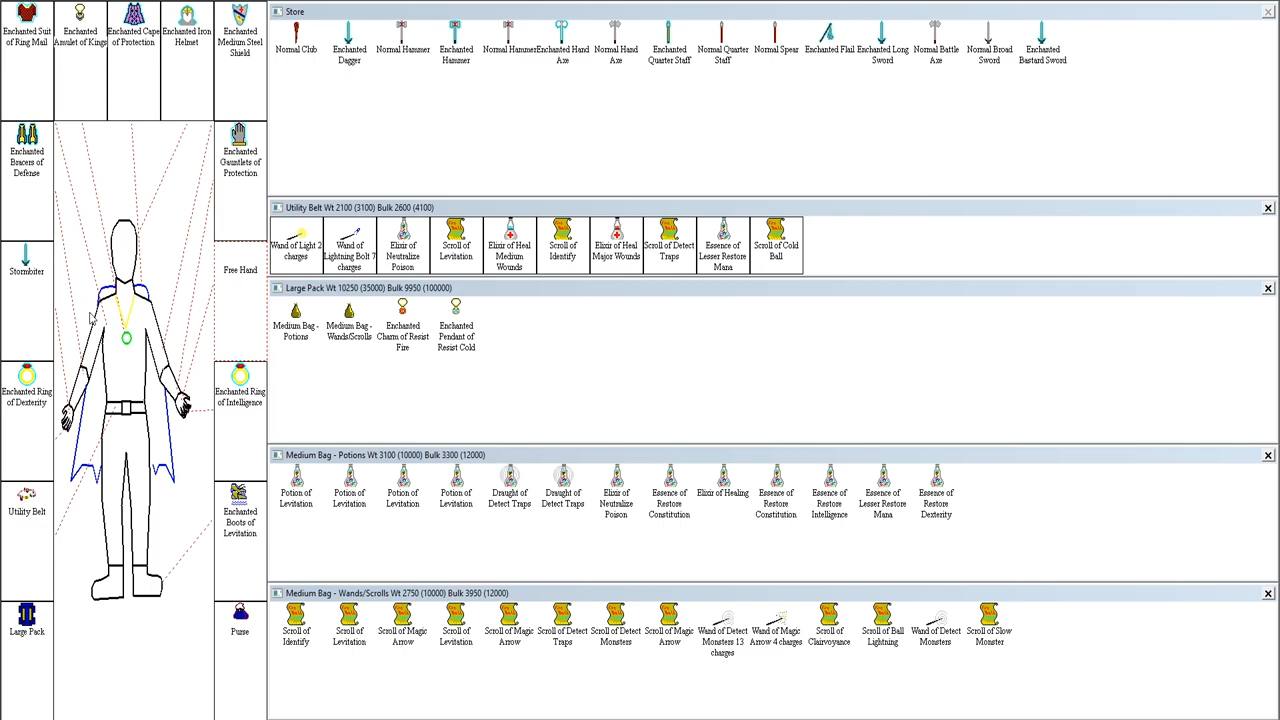 Enchanted Suit
of Ring Mail
Enchanted
Amulet of Kings
Enchanted Cape
of Protection
Enchanted Iron
Helmet
Enchanted
Medium Steel
Shield
Enchanted
Bracers of
Defense
Enchanted
Gauntlets of
Protection
Stormbiter
Free Hand
Enchanted Ring
of Dexterity
Enchanted Ring
of Intelligence
Utility Belt
Enchanted
Boots of
Levitation
Large Pack
Purse
Store
Normal Club
Enchanted
Dagger
Normal Hammer
Enchanted
Hammer
Normal Hammer
Enchanted Hand
Axe
Normal Hand
Axe
Enchanted
Quarter Staff
Normal Quarter
Staff
Normal Spear
Enchanted Flail
Enchanted Long
Sword
Normal Battle
Axe
Normal Broad
Sword
Enchanted
Bastard Sword
Utility Belt Wt 2100 (3100) Bulk 2600 (4100)
Wand of Light 2
charges
Wand of
Lightning Bolt 7
charges
Elixir of
Neutralize
Poison
Scroll of
Levitation
Elixir of Heal
Medium
Wounds
Scroll of
Identify
Elixir of Heal
Major Wounds
Scroll of Detect
Traps
Essence of
Lesser Restore
Mana
Scroll of Cold
Ball
Large Pack Wt 10250 (35000) Bulk 9950 (100000)
Medium Bag -
Potions
Medium Bag -
Wands/Scrolls
Enchanted
Charm of Resist
Fire
Enchanted
Pendant of
Resist Cold
Medium Bag - Potions Wt 3100 (10000) Bulk 3300 (12000)
Potion of
Levitation
Potion of
Levitation
Potion of
Levitation
Potion of
Levitation
Draught of
Detect Traps
Draught of
Detect Traps
Elixir of
Neutralize
Poison
Essence of
Restore
Constitution
Elixir of Healing
Essence of
Restore
Constitution
Essence of
Restore
Intelligence
Essence of
Lesser Restore
Mana
Essence of
Restore
Dexterity
Medium Bag - Wands/Scrolls Wt 2750 (10000) Bulk 3950 (12000)
Scroll of
Identify
Scroll of
Levitation
Scroll of Magic
Arrow
Scroll of
Levitation
Scroll of Magic
Arrow
Scroll of Detect
Traps
Scroll of Detect
Monsters
Scroll of Magic
Arrow
Wand of Detect
Monsters 13
charges
Wand of Magic
Arrow 4 charges
Scroll of
Clairvoyance
Scroll of Ball
Lightning
Wand of Detect
Monsters
Scroll of Slow
Monster